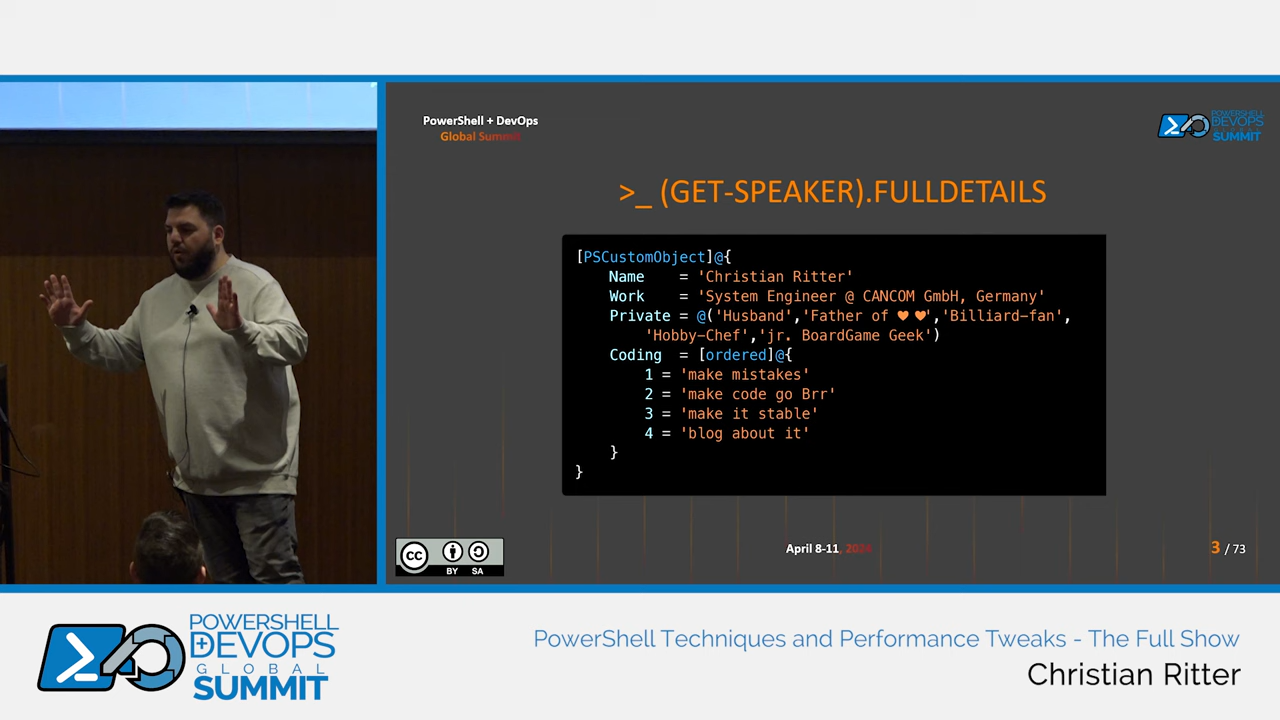 PowerShell + DevOps
Global Summit
POWERSHELL
DEVOPS
SUMMIT
>_ (GET-SPEAKER).FULLDETAILS
[PSCustomObject]@{
    Name    = 'Christian Ritter'
    Work    = 'System Engineer @ CANCOM GmbH, Germany'
    Private = @('Husband','Father of ♥ ♥','Billiard-fan',
        'Hobby-Chef','jr. BoardGame Geek')
    Coding  = [ordered]@{
        1 = 'make mistakes'
        2 = 'make code go Brr'
        3 = 'make it stable'
        4 = 'blog about it'
    }
}
cc BY SA
April 8-11, 2024
3 / 73
POWERSHELL
+DEVOPS
GLOBAL
SUMMIT
PowerShell Techniques and Performance Tweaks - The Full Show
Christian Ritter